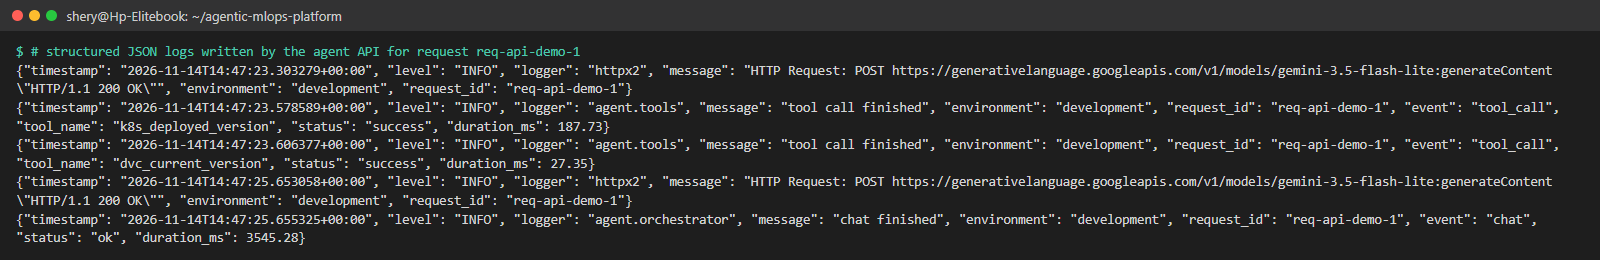 shery@Hp-Elitebook: ~/agentic-mlops-platform
$ # structured JSON logs written by the agent API for request req-api-demo-1
{"timestamp": "2026-11-14T14:47:23.303279+00:00", "level": "INFO", "logger": "httpx2", "message": "HTTP Request: POST https://generativelanguage.googleapis.com/v1/models/gemini-3.5-flash-lite:generateContent
\"HTTP/1.1 200 OK\"", "environment": "development", "request_id": "req-api-demo-1"}
{"timestamp": "2026-11-14T14:47:23.578589+00:00", "level": "INFO", "logger": "agent.tools", "message": "tool call finished", "environment": "development", "request_id": "req-api-demo-1", "event": "tool_call",
"tool_name": "k8s_deployed_version", "status": "success", "duration_ms": 187.73}
{"timestamp": "2026-11-14T14:47:23.606377+00:00", "level": "INFO", "logger": "agent.tools", "message": "tool call finished", "environment": "development", "request_id": "req-api-demo-1", "event": "tool_call",
"tool_name": "dvc_current_version", "status": "success", "duration_ms": 27.35}
{"timestamp": "2026-11-14T14:47:25.653058+00:00", "level": "INFO", "logger": "httpx2", "message": "HTTP Request: POST https://generativelanguage.googleapis.com/v1/models/gemini-3.5-flash-lite:generateContent
\"HTTP/1.1 200 OK\"", "environment": "development", "request_id": "req-api-demo-1"}
{"timestamp": "2026-11-14T14:47:25.655325+00:00", "level": "INFO", "logger": "agent.orchestrator", "message": "chat finished", "environment": "development", "request_id": "req-api-demo-1", "event": "chat",
"status": "ok", "duration_ms": 3545.28}